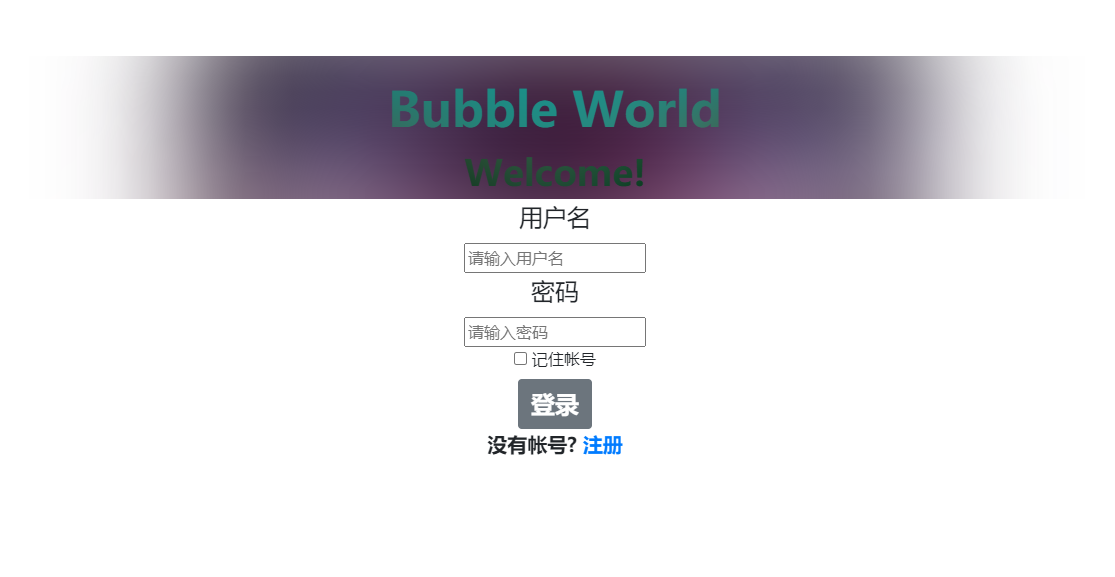 Bubble World
Welcome!
用户名
请输入用户名
密码
请输入密码
记住帐号
登录
没有帐号? 注册